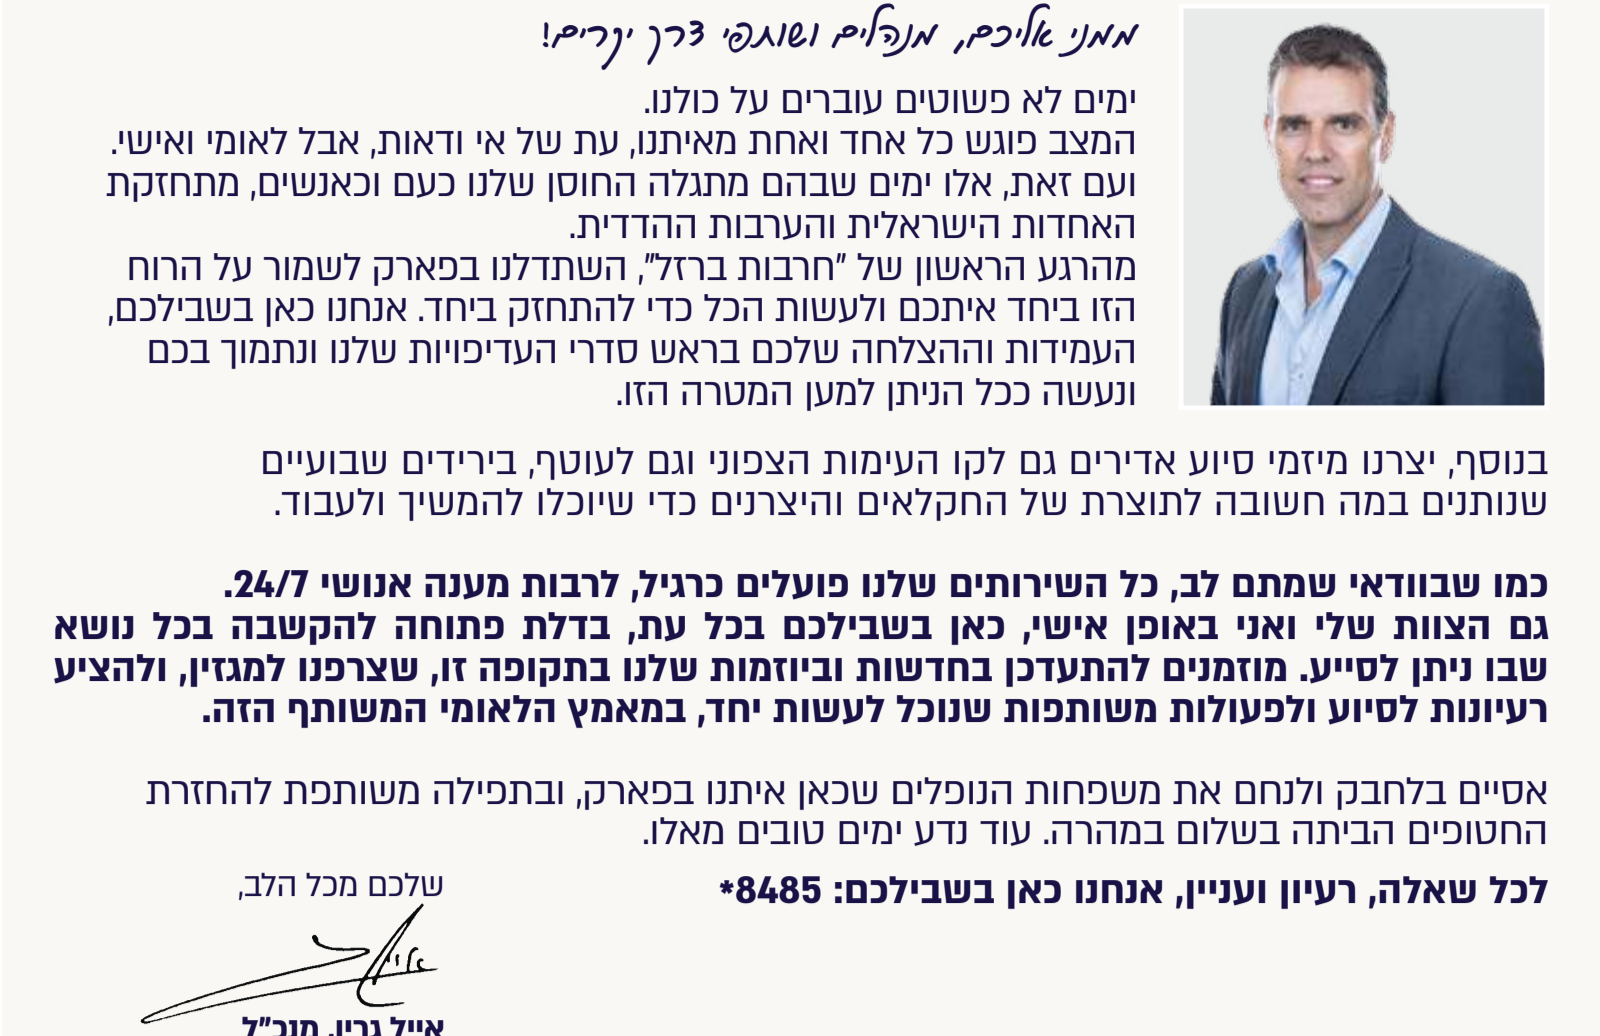 ממני אליכם, מנהלים ושותפי דרך יקרים!
ימים לא פשוטים עוברים על כולנו.
המצב פוגש כל אחד ואחת מאיתנו, עת של אי ודאות, אבל לאומי ואישי.
ועם זאת, אלו ימים שבהם מתגלה החוסן שלנו כעם וכאנשים, מתחזקת
האחדות הישראלית והערבות ההדדית.
מהרגע הראשון של "חרבות ברזל", השתדלנו בפארק לשמור על הרוח
הזו ביחד איתכם ולעשות הכל כדי להתחזק ביחד. אנחנו כאן בשבילכם,
העמידות וההצלחה שלכם בראש סדרי העדיפויות שלנו ונתמוך בכם
ונעשה ככל הניתן למען המטרה הזו.
בנוסף, יצרנו מיזמי סיוע אדירים גם לקו העימות הצפוני וגם לעוטף, בירידים שבועיים
שנותנים במה חשובה לתוצרת של החקלאים והיצרנים כדי שיוכלו להמשיך ולעבוד.
כמו שבוודאי שמתם לב, כל השירותים שלנו פועלים כרגיל, לרבות מענה אנושי 24/7.
גם הצוות שלי ואני באופן אישי, כאן בשבילכם בכל עת, בדלת פתוחה להקשבה בכל נושא
שבו ניתן לסייע. מוזמנים להתעדכן בחדשות וביוזמות שלנו בתקופה זו, שצרפנו למגזין, ולהציע
רעיונות לסיוע ולפעולות משותפות שנוכל לעשות יחד, במאמץ הלאומי המשותף הזה.
אסיים בלחבק ולנחם את משפחות הנופלים שכאן איתנו בפארק, ובתפילה משותפת להחזרת
החטופים הביתה בשלום במהרה. עוד נדע ימים טובים מאלו.
לכל שאלה, רעיון ועניין, אנחנו כאן בשבילכם: 8485*
שלכם מכל הלב,
אייל
אייל גרין, מנכ"ל